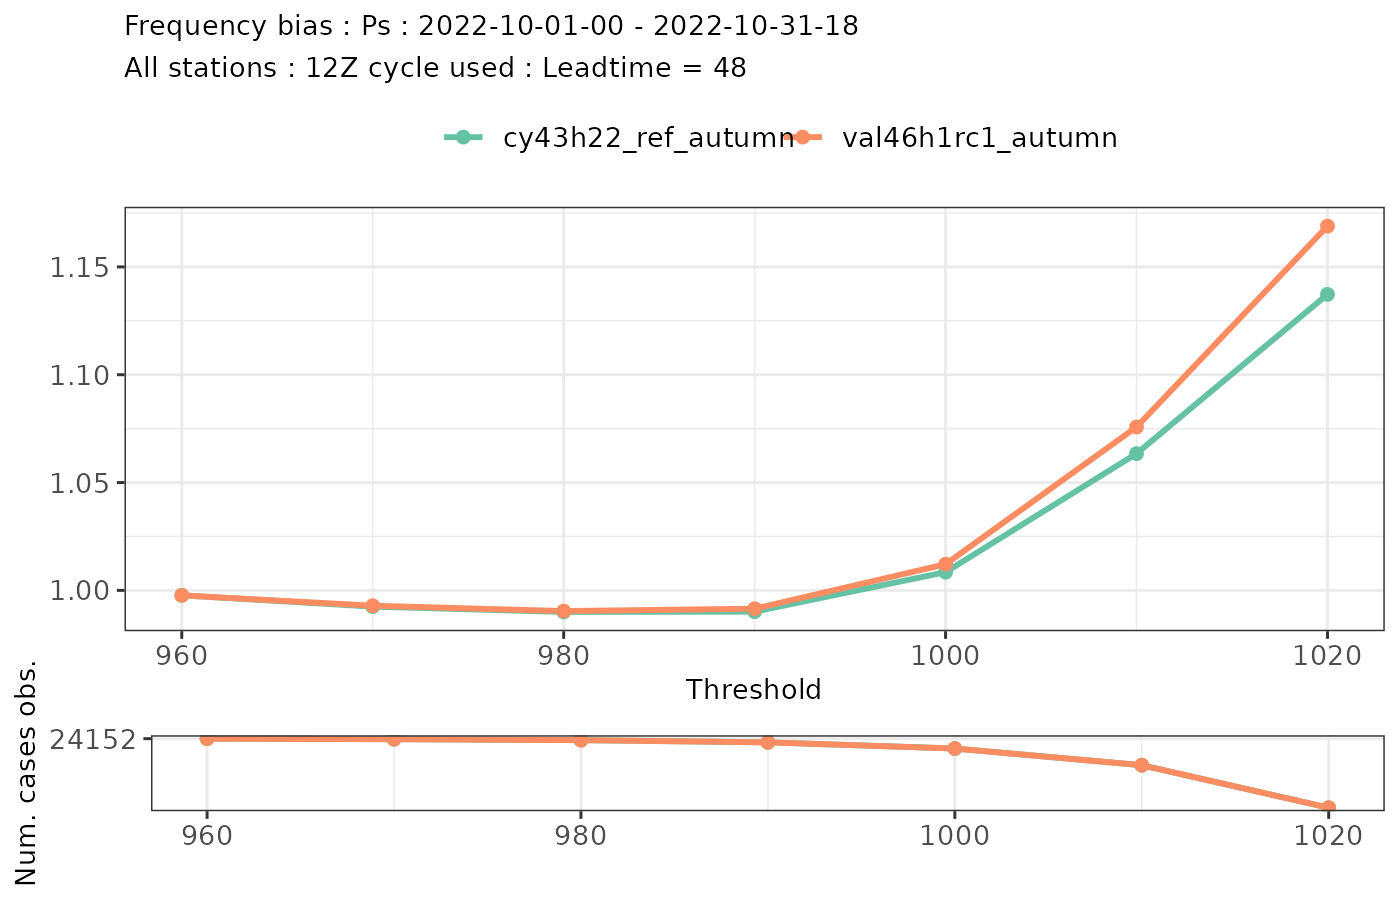 Frequency bias : Ps : 2022-10-01-00 - 2022-10-31-18
All stations : 12Z cycle used : Leadtime = 48
cy43h22_ref_autumn val46h1rc1_autumn
1.15
1.10
1.05
1.00
960 980 1000 1020
Threshold
Num. cases obs.
24152
960 980 1000 1020